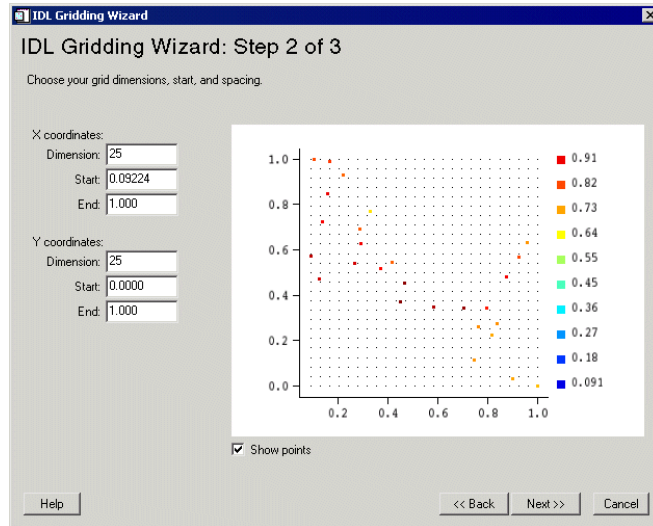 IDL Gridding Wizard
IDL Gridding Wizard: Step 2 of 3
Choose your grid dimensions, start, and spacing.
X coordinates:
Dimension: 25
Start: 0.09224
End: 1.000
Y coordinates:
Dimension: 25
Start: 0.0000
End: 1.000
1.0
0.8
0.6
0.4
0.2
0.0
0.2 0.4 0.6 0.8 1.0
0.91
0.82
0.73
0.64
0.55
0.45
0.36
0.27
0.18
0.091
Show points
Help << Back Next >> Cancel